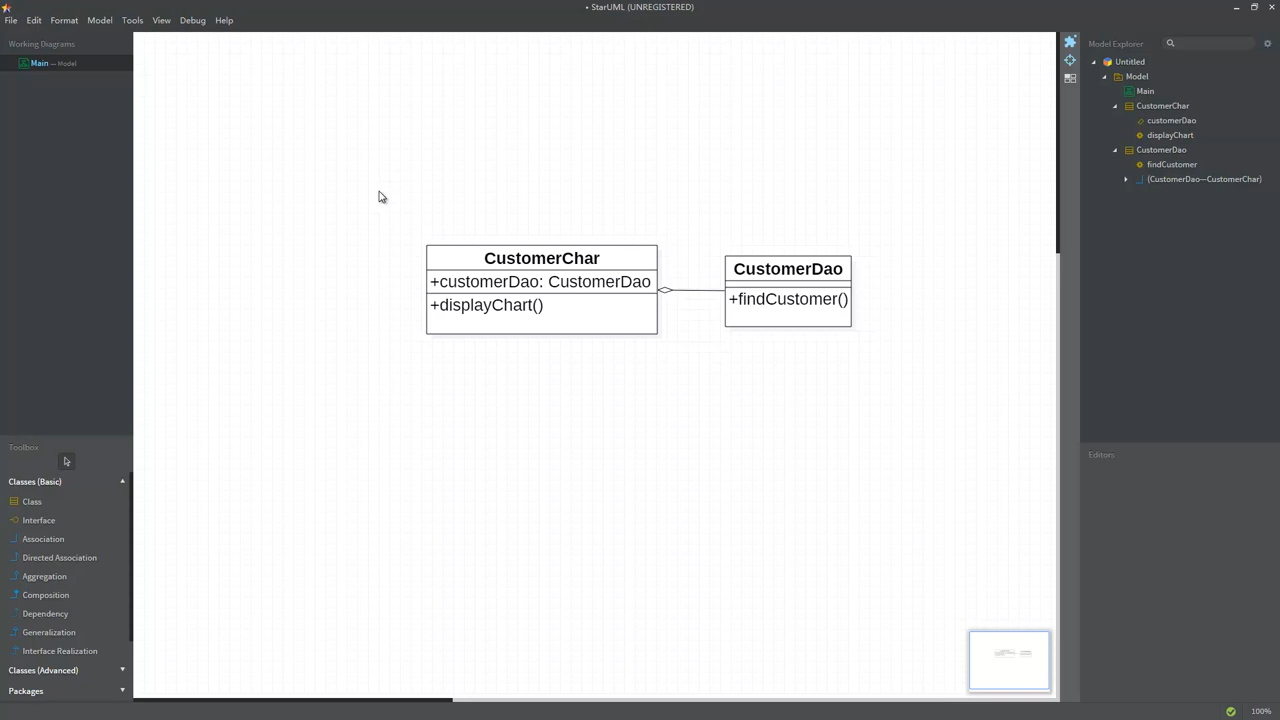 • StarUML (UNREGISTERED)
File Edit Format Model Tools View Debug Help
Working Diagrams
Main — Model
CustomerChar
+customerDao: CustomerDao
+displayChart()
CustomerDao
+findCustomer()
Toolbox
Classes (Basic)
Class
Interface
Association
Directed Association
Aggregation
Composition
Dependency
Generalization
Interface Realization
Classes (Advanced)
Packages
Model Explorer
Untitled
Model
Main
CustomerChar
customerDao
displayChart
CustomerDao
findCustomer
(CustomerDao—CustomerChar)
Editors
100%